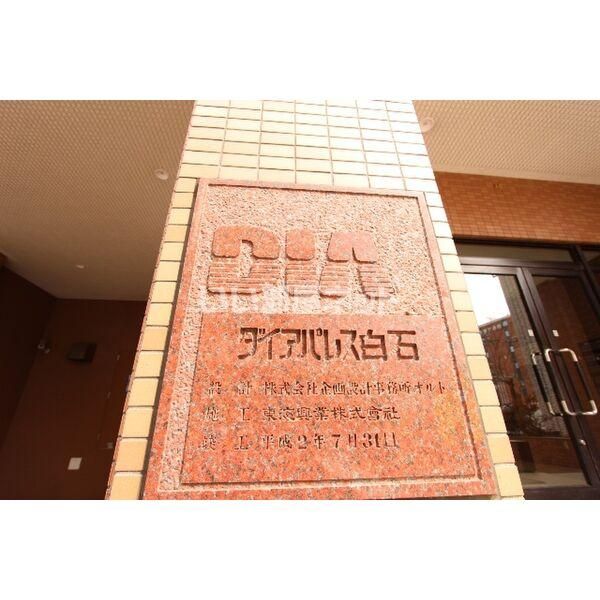 DIA
ダイアパレス白石
設 計 株式会社企画設計事務所オルト
施 工 東海興業株式會社
竣 工 平成2年7月31日